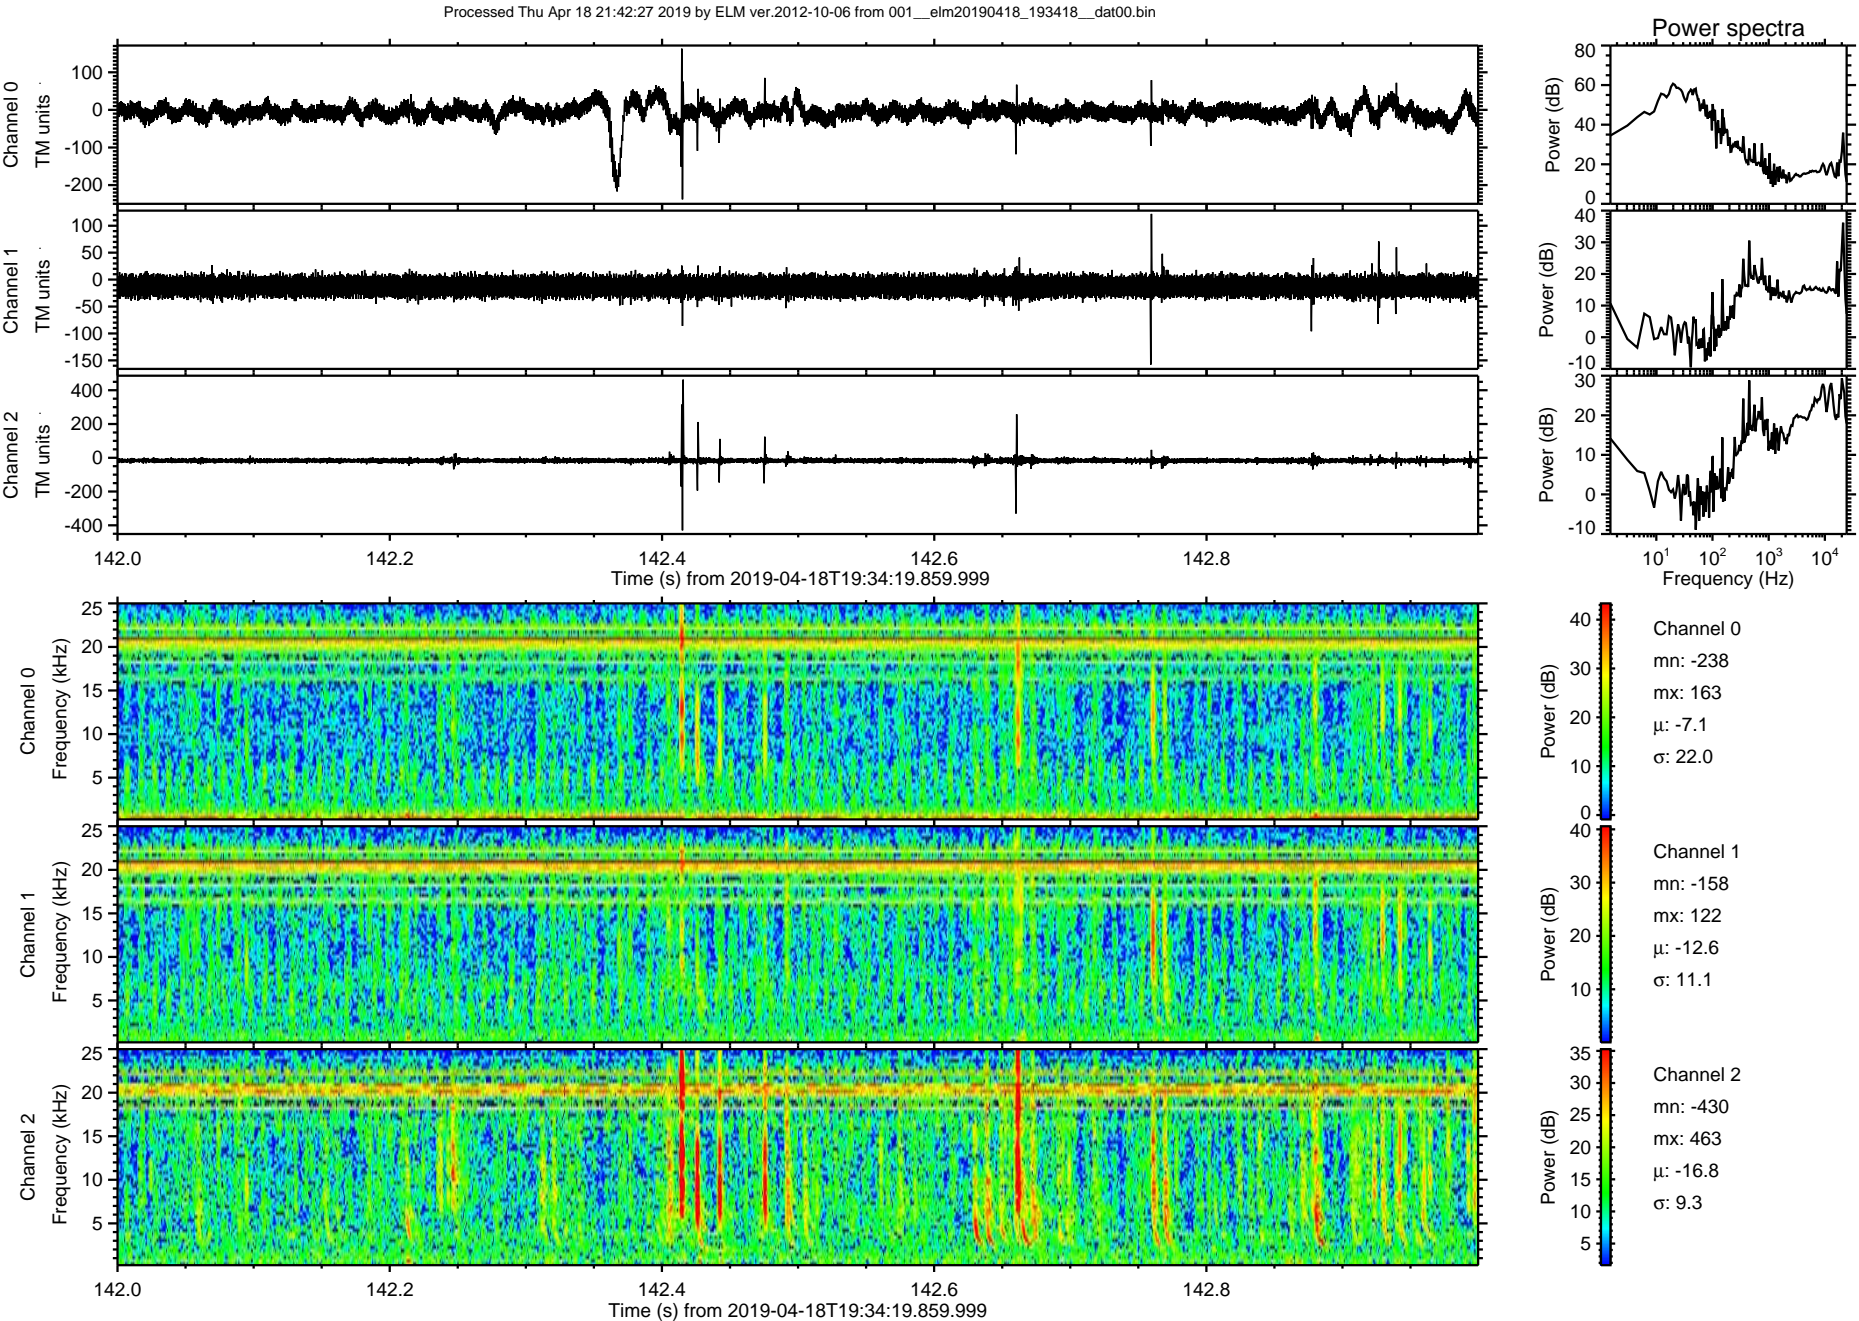 Processed Thu Apr 18 21:42:27 2019 by ELM ver.2012-10-06 from 001__elm20190418_193418__dat00.bin
Power spectra
Channel 0
TM units
100
0
-100
-200
Power (dB)
80
60
40
20
0
Channel 1
TM units
100
50
0
-50
-100
-150
Power (dB)
40
30
20
10
0
-10
Channel 2
TM units
400
200
0
-200
-400
Power (dB)
30
20
10
0
-10
142.0 142.2 142.4 142.6 142.8
Time (s) from 2019-04-18T19:34:19.859.999
10¹ 10² 10³ 10⁴
Frequency (Hz)
Channel 0
Frequency (kHz)
25
20
15
10
5
Power (dB)
40
30
20
10
0
Channel 0
mn: -238
mx: 163
µ: -7.1
σ: 22.0
Channel 1
Frequency (kHz)
25
20
15
10
5
Power (dB)
40
30
20
10
Channel 1
mn: -158
mx: 122
µ: -12.6
σ: 11.1
Channel 2
Frequency (kHz)
25
20
15
10
5
Power (dB)
35
30
25
20
15
10
5
Channel 2
mn: -430
mx: 463
µ: -16.8
σ: 9.3
142.0 142.2 142.4 142.6 142.8
Time (s) from 2019-04-18T19:34:19.859.999